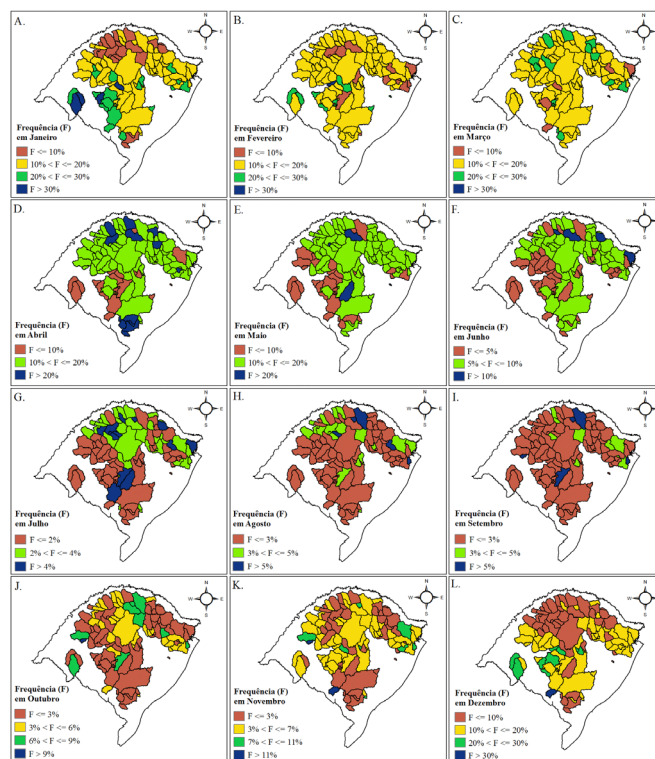 A.
N
W E
S
Frequência (F)
em Janeiro
F <= 10%
10% < F <= 20%
20% < F <= 30%
F > 30%
B.
N
W E
S
Frequência (F)
em Fevereiro
F <= 10%
10% < F <= 20%
20% < F <= 30%
F > 30%
C.
N
W E
S
Frequência (F)
em Março
F <= 10%
10% < F <= 20%
20% < F <= 30%
F > 30%
D.
N
W E
S
Frequência (F)
em Abril
F <= 10%
10% < F <= 20%
F > 20%
E.
N
W E
S
Frequência (F)
em Maio
F <= 10%
10% < F <= 20%
F > 20%
F.
N
W E
S
Frequência (F)
em Junho
F <= 5%
5% < F <= 10%
F > 10%
G.
N
W E
S
Frequência (F)
em Julho
F <= 2%
2% < F <= 4%
F > 4%
H.
N
W E
S
Frequência (F)
em Agosto
F <= 3%
3% < F <= 5%
F > 5%
I.
N
W E
S
Frequência (F)
em Setembro
F <= 3%
3% < F <= 5%
F > 5%
J.
N
W E
S
Frequência (F)
em Outubro
F <= 3%
3% < F <= 6%
6% < F <= 9%
F > 9%
K.
N
W E
S
Frequência (F)
em Novembro
F <= 3%
3% < F <= 7%
7% < F <= 11%
F > 11%
L.
N
W E
S
Frequência (F)
em Dezembro
F <= 10%
10% < F <= 20%
20% < F <= 30%
F > 30%